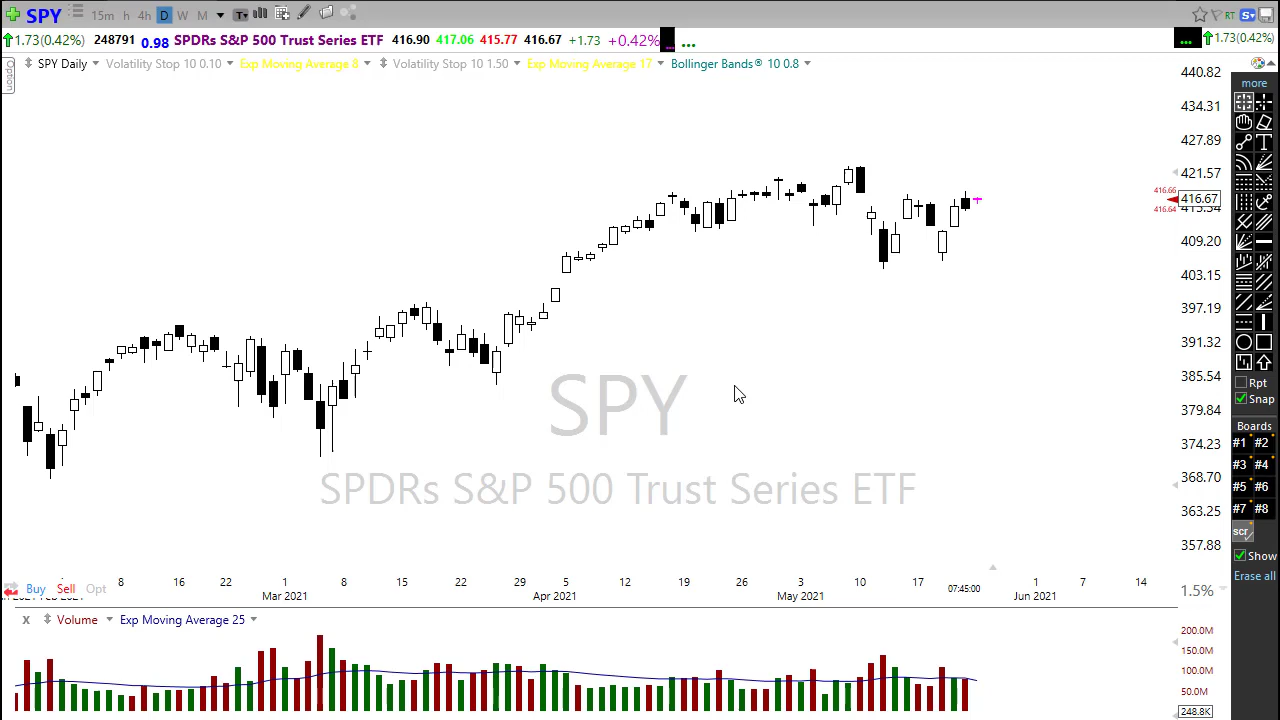 SPY 15m h 4h D W M T RT S
1.73(0.42%) 248791 0.98 SPDRs S&P 500 Trust Series ETF 416.90 417.06 415.77 416.67 +1.73 +0.42% ... ... 1.73(0.42%)
Option
SPY Daily Volatility Stop 10 0.10 Exp Moving Average 8 Volatility Stop 10 1.50 Exp Moving Average 17 Bollinger Bands® 10 0.8
440.82
434.31
427.89
421.57
416.66
416.67
416.64
409.20
403.15
397.19
391.32
385.54
379.84
374.23
368.70
363.25
357.88
more
T
Rpt
Snap
Boards
#1 #2
#3 #4
#5 #6
#7 #8
scr
Show
Erase all
SPY
SPDRs S&P 500 Trust Series ETF
8 16 22 1 8 15 22 29 5 12 19 26 3 10 17 1 7 14
Buy Sell Opt 07:45:00 1.5%
Mar 2021 Apr 2021 May 2021 Jun 2021
x Volume Exp Moving Average 25
200.0M
150.0M
100.0M
50.0M
248.8K